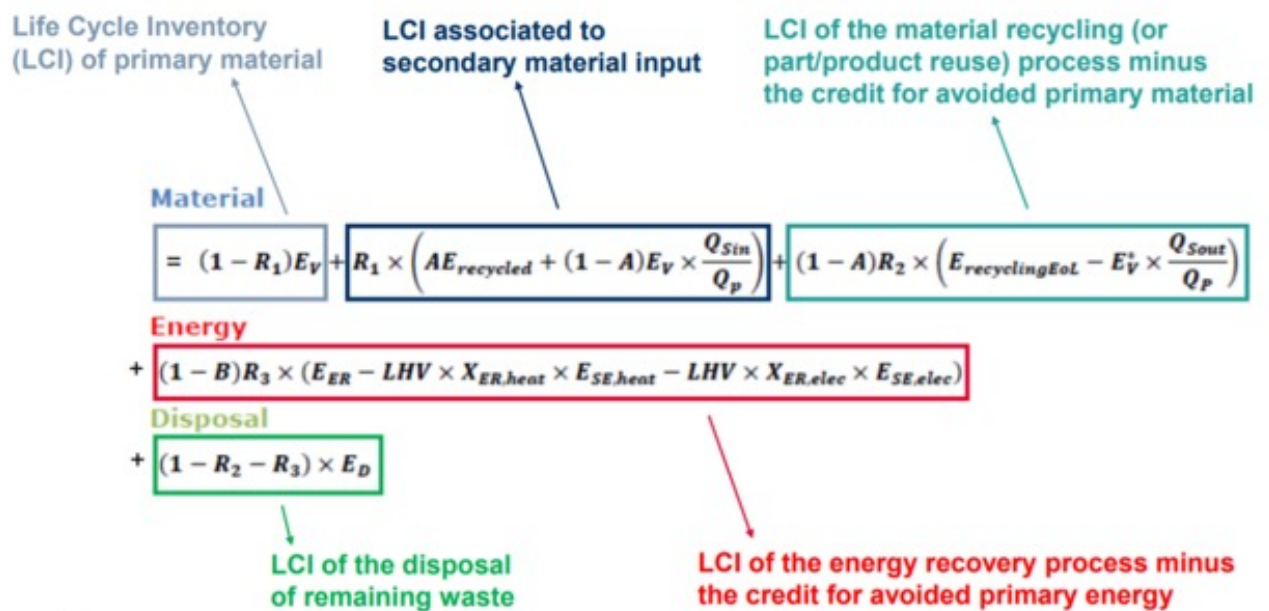 Life Cycle Inventory
(LCI) of primary material
LCI associated to
secondary material input
LCI of the material recycling (or
part/product reuse) process minus
the credit for avoided primary material
Material
= (1 − R₁)E_V + R₁ × (AE_recycled + (1 − A)E_V × Q_Sin / Q_p) + (1 − A)R₂ × (E_recyclingEoL − E*_V × Q_Sout / Q_P)
Energy
+ (1 − B)R₃ × (E_ER − LHV × X_ER,heat × E_SE,heat − LHV × X_ER,elec × E_SE,elec)
Disposal
+ (1 − R₂ − R₃) × E_D
LCI of the disposal
of remaining waste
LCI of the energy recovery process minus
the credit for avoided primary energy